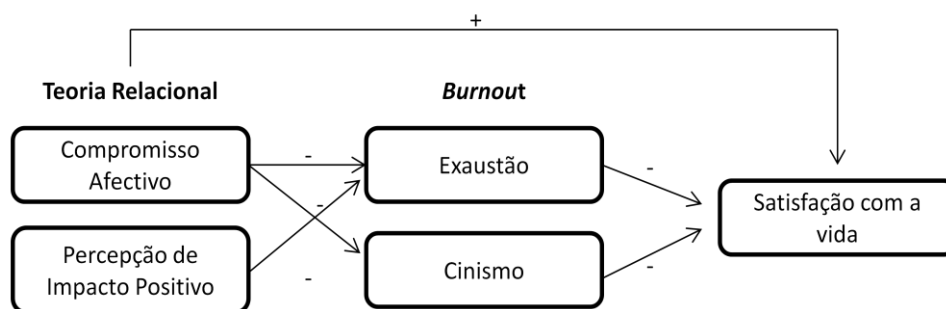 +
Teoria Relacional
Burnout
Compromisso
Afectivo
-
Exaustão
-
-
Satisfação com a
vida
Percepção de
Impacto Positivo
-
Cinismo
-